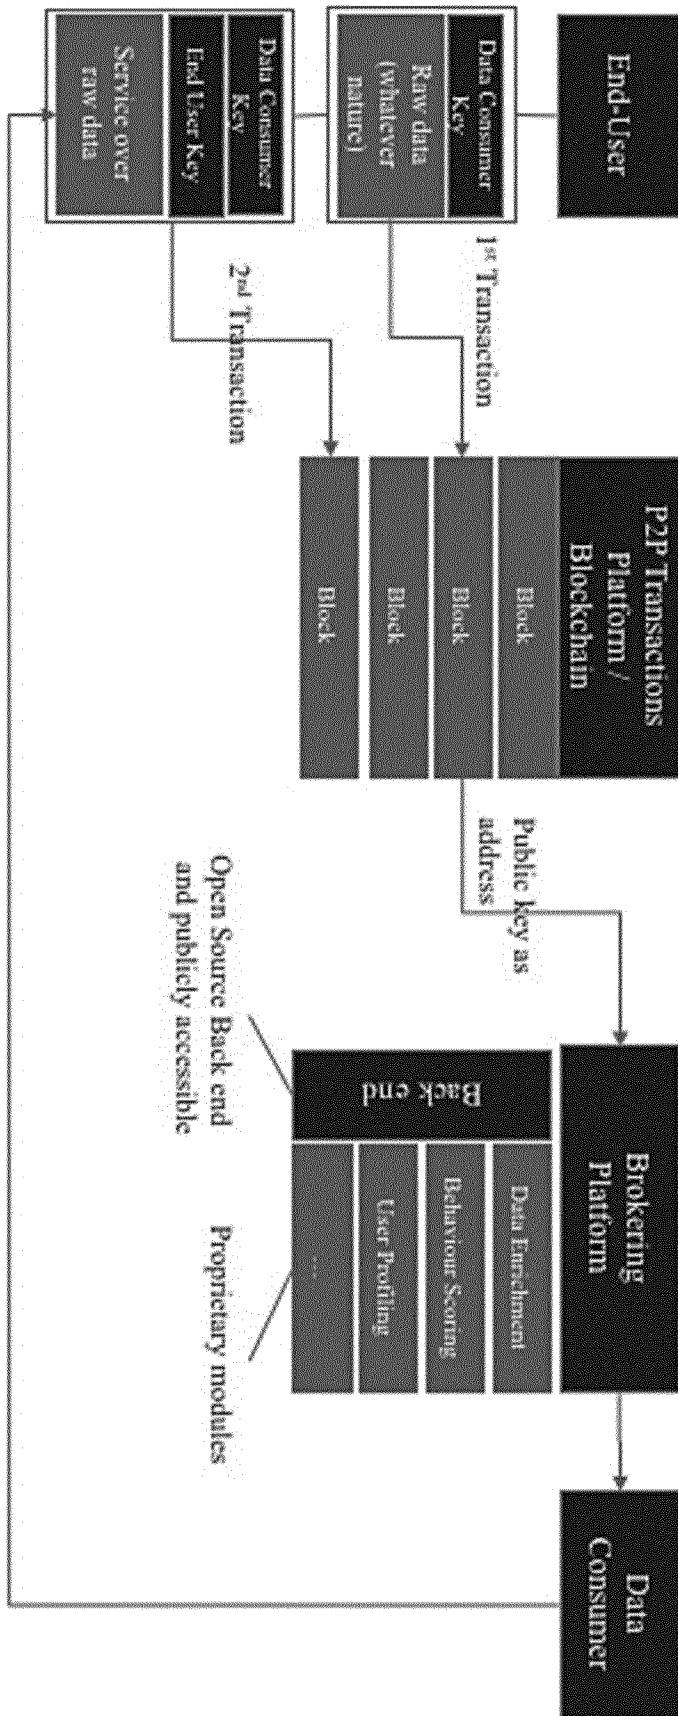 End-User
Data Consumer
Key
Raw data
(whatever
nature)
Data Consumer
Key
End User Key
Service over
raw data
1st Transaction
2nd Transaction
P2P Transactions
Platform /
Blockchain
Block
Block
Block
Block
Public key as
address
Brokering
Platform
Back end
Data Enrichment
Behaviour Scoring
User Profiling
...
Open Source Back end
and publicly accessible
Proprietary modules
Data
Consumer